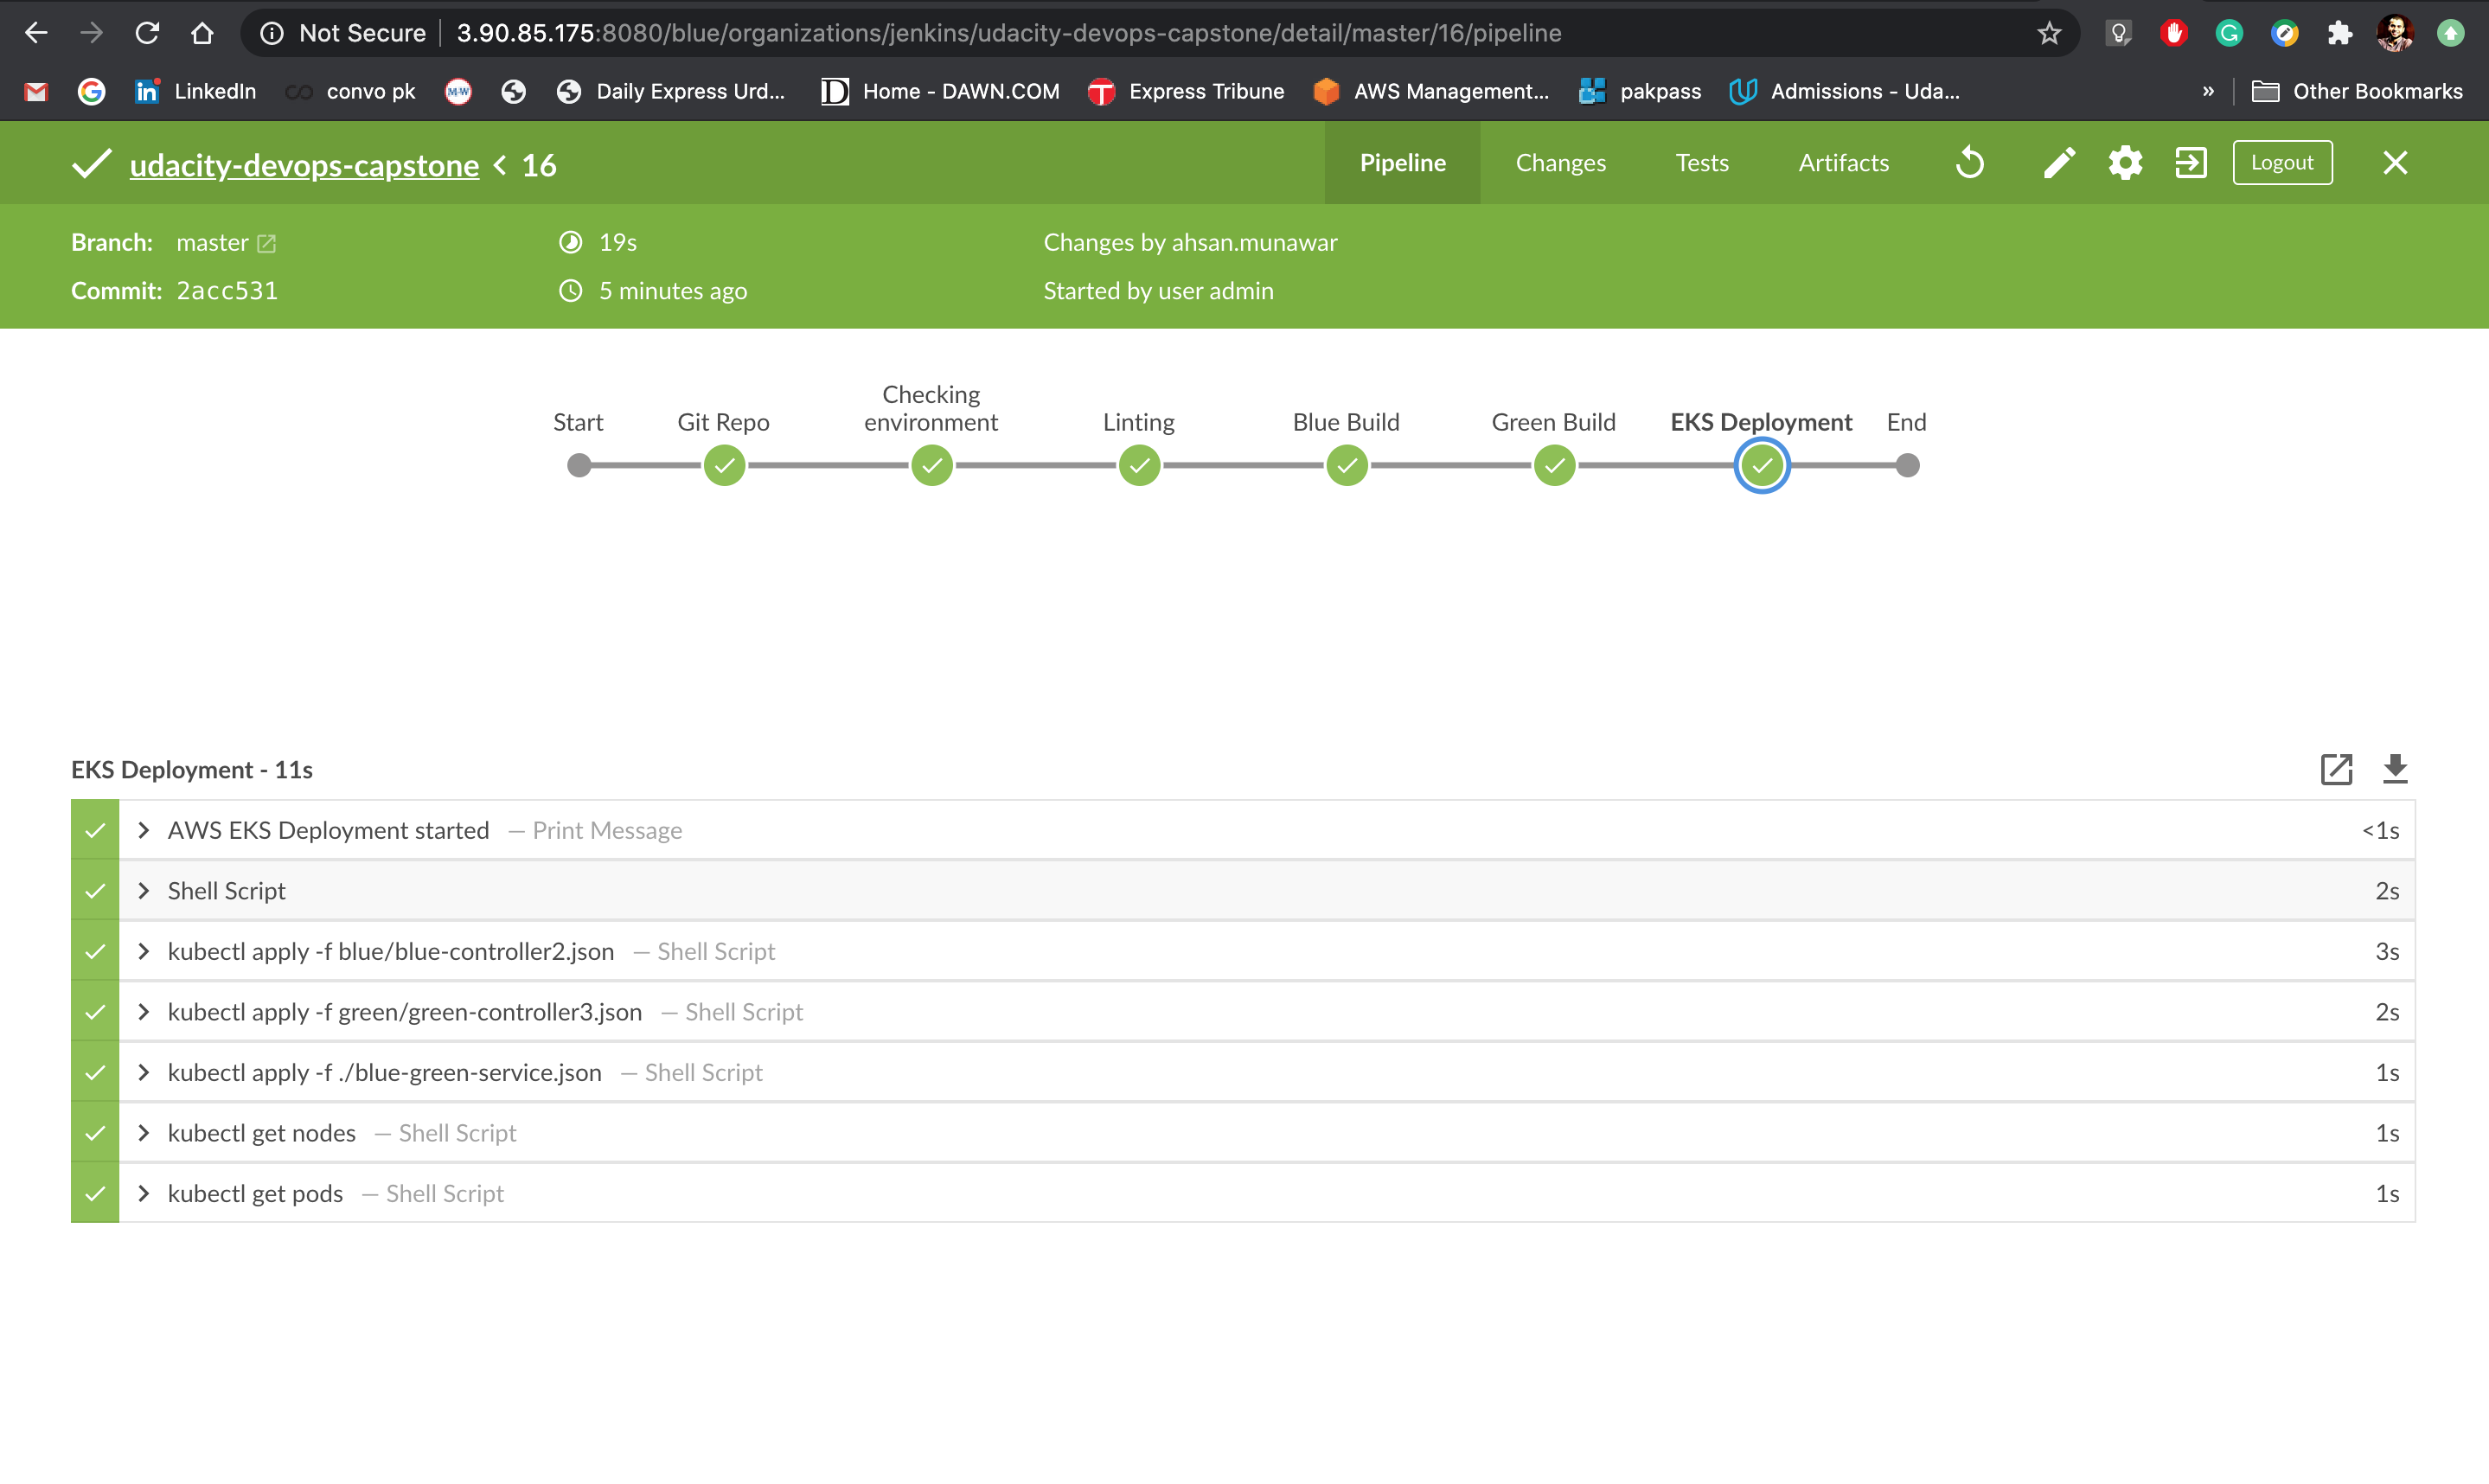 Not Secure 3.90.85.175:8080/blue/organizations/jenkins/udacity-devops-capstone/detail/master/16/pipeline
LinkedIn convo pk M-W Daily Express Urd... D Home - DAWN.COM T Express Tribune AWS Management... pakpass Admissions - Uda... » Other Bookmarks
udacity-devops-capstone < 16 Pipeline Changes Tests Artifacts Logout
Branch: master 19s Changes by ahsan.munawar
Commit: 2acc531 5 minutes ago Started by user admin
Start Git Repo Checking environment Linting Blue Build Green Build EKS Deployment End
EKS Deployment - 11s
AWS EKS Deployment started — Print Message <1s
Shell Script 2s
kubectl apply -f blue/blue-controller2.json — Shell Script 3s
kubectl apply -f green/green-controller3.json — Shell Script 2s
kubectl apply -f ./blue-green-service.json — Shell Script 1s
kubectl get nodes — Shell Script 1s
kubectl get pods — Shell Script 1s